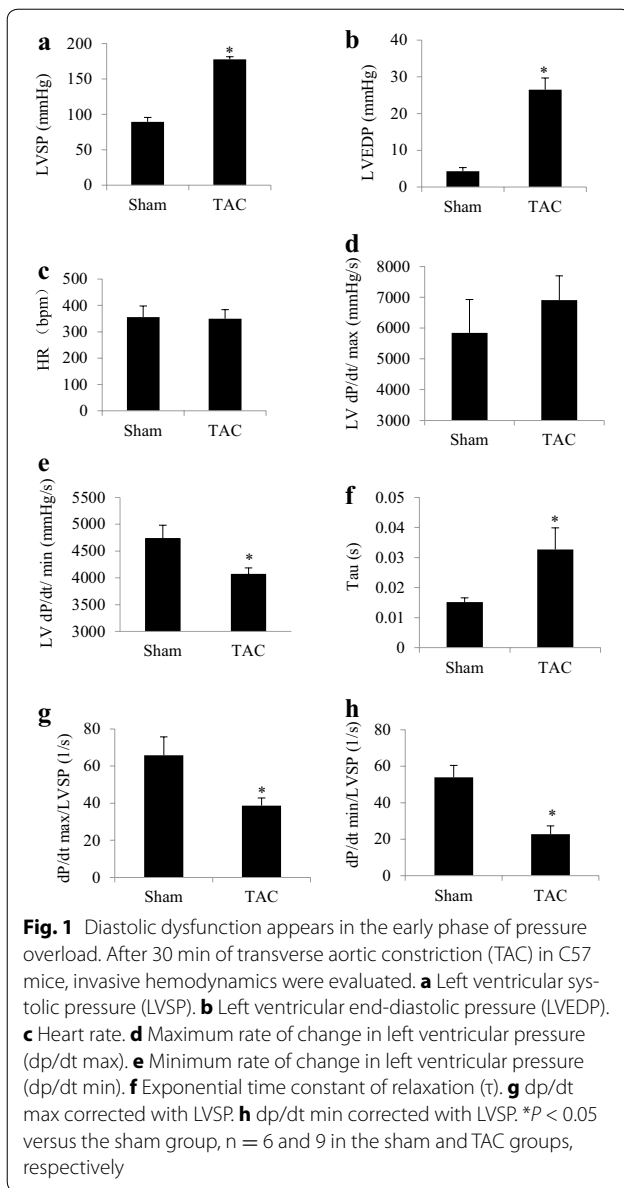 a
b
200
150
100
50
0
LVSP (mmHg)
*
Sham TAC
40
30
20
10
0
LVEDP (mmHg)
*
Sham TAC
c
d
500
400
300
200
100
0
HR （bpm）
Sham TAC
8000
7000
6000
5000
4000
3000
LV dP/dt/ max (mmHg/s)
Sham TAC
e
f
5500
5000
4500
4000
3500
3000
LV dP/dt/ min (mmHg/s)
*
Sham TAC
0.05
0.04
0.03
0.02
0.01
0
Tau (s)
*
Sham TAC
g
h
80
60
40
20
0
dP/dt max/LVSP (1/s)
*
Sham TAC
80
60
40
20
0
dP/dt min/LVSP (1/s)
*
Sham TAC
Fig. 1 Diastolic dysfunction appears in the early phase of pressure
overload. After 30 min of transverse aortic constriction (TAC) in C57
mice, invasive hemodynamics were evaluated. a Left ventricular sys-
tolic pressure (LVSP). b Left ventricular end-diastolic pressure (LVEDP).
c Heart rate. d Maximum rate of change in left ventricular pressure
(dp/dt max). e Minimum rate of change in left ventricular pressure
(dp/dt min). f Exponential time constant of relaxation (τ). g dp/dt
max corrected with LVSP. h dp/dt min corrected with LVSP. *P < 0.05
versus the sham group, n = 6 and 9 in the sham and TAC groups,
respectively